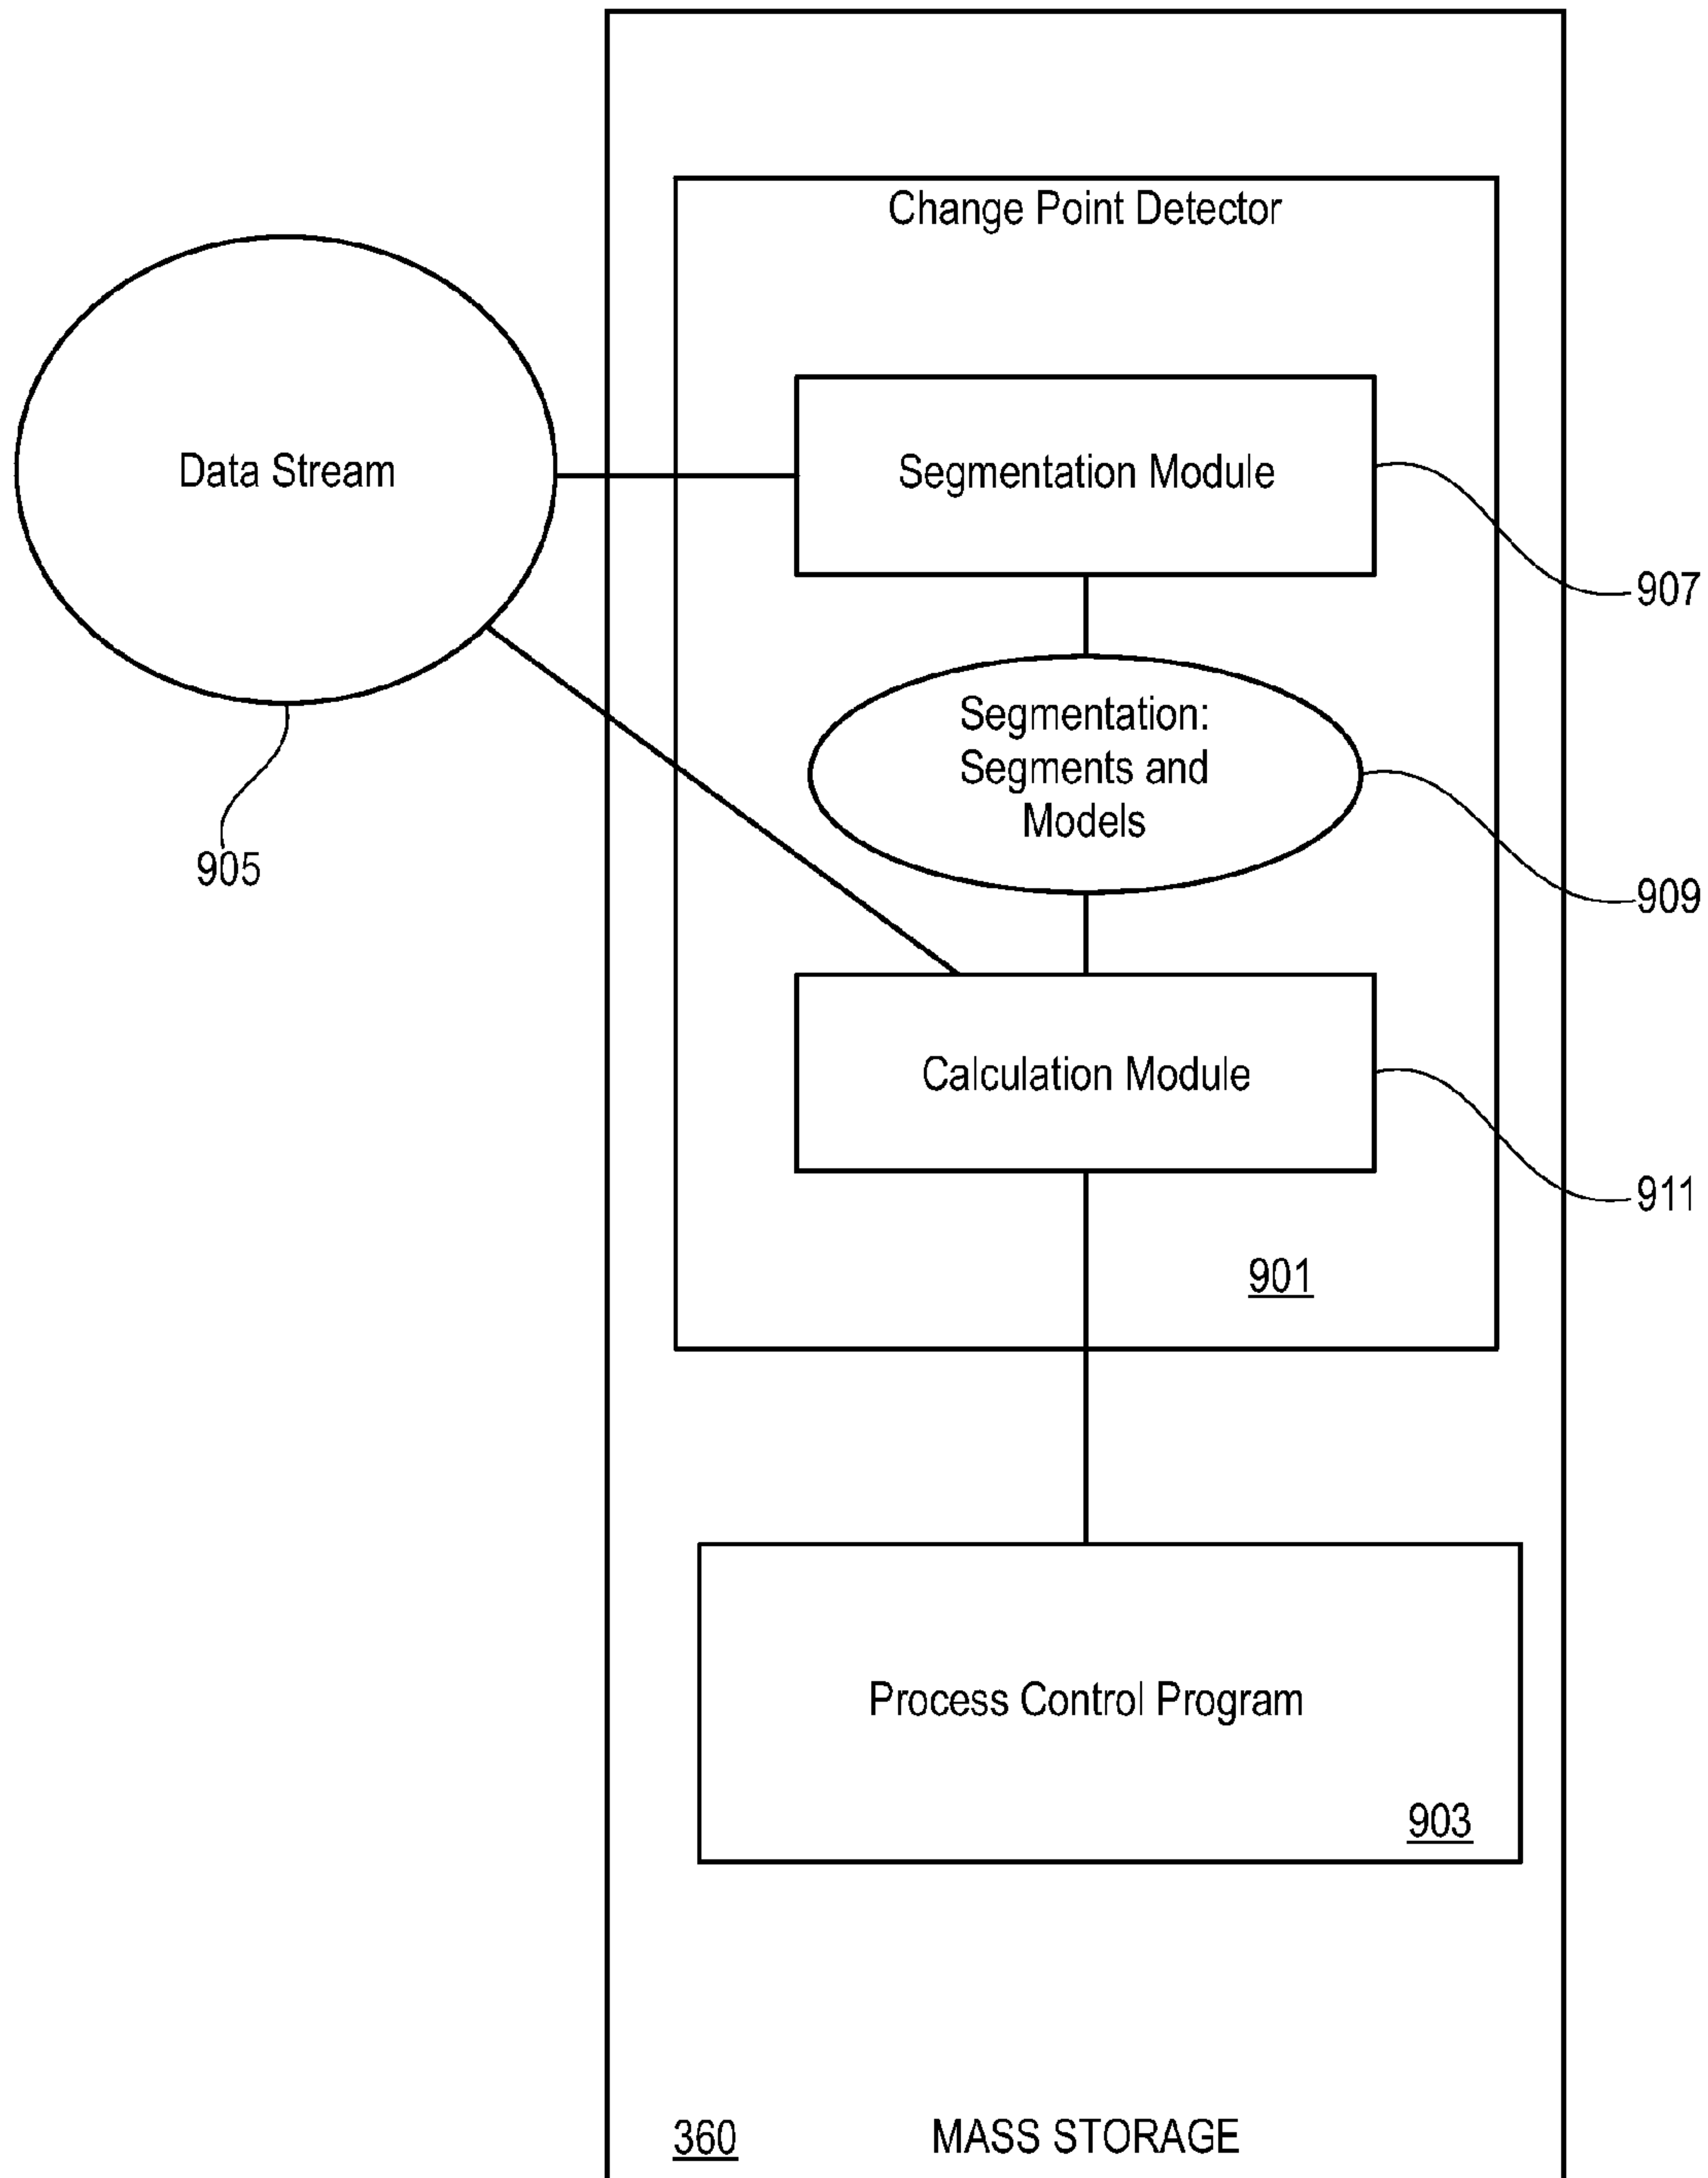 Change Point Detector
Data Stream
Segmentation Module
907
Segmentation:
Segments and
Models
905
909
Calculation Module
911
901
Process Control Program
903
360
MASS STORAGE